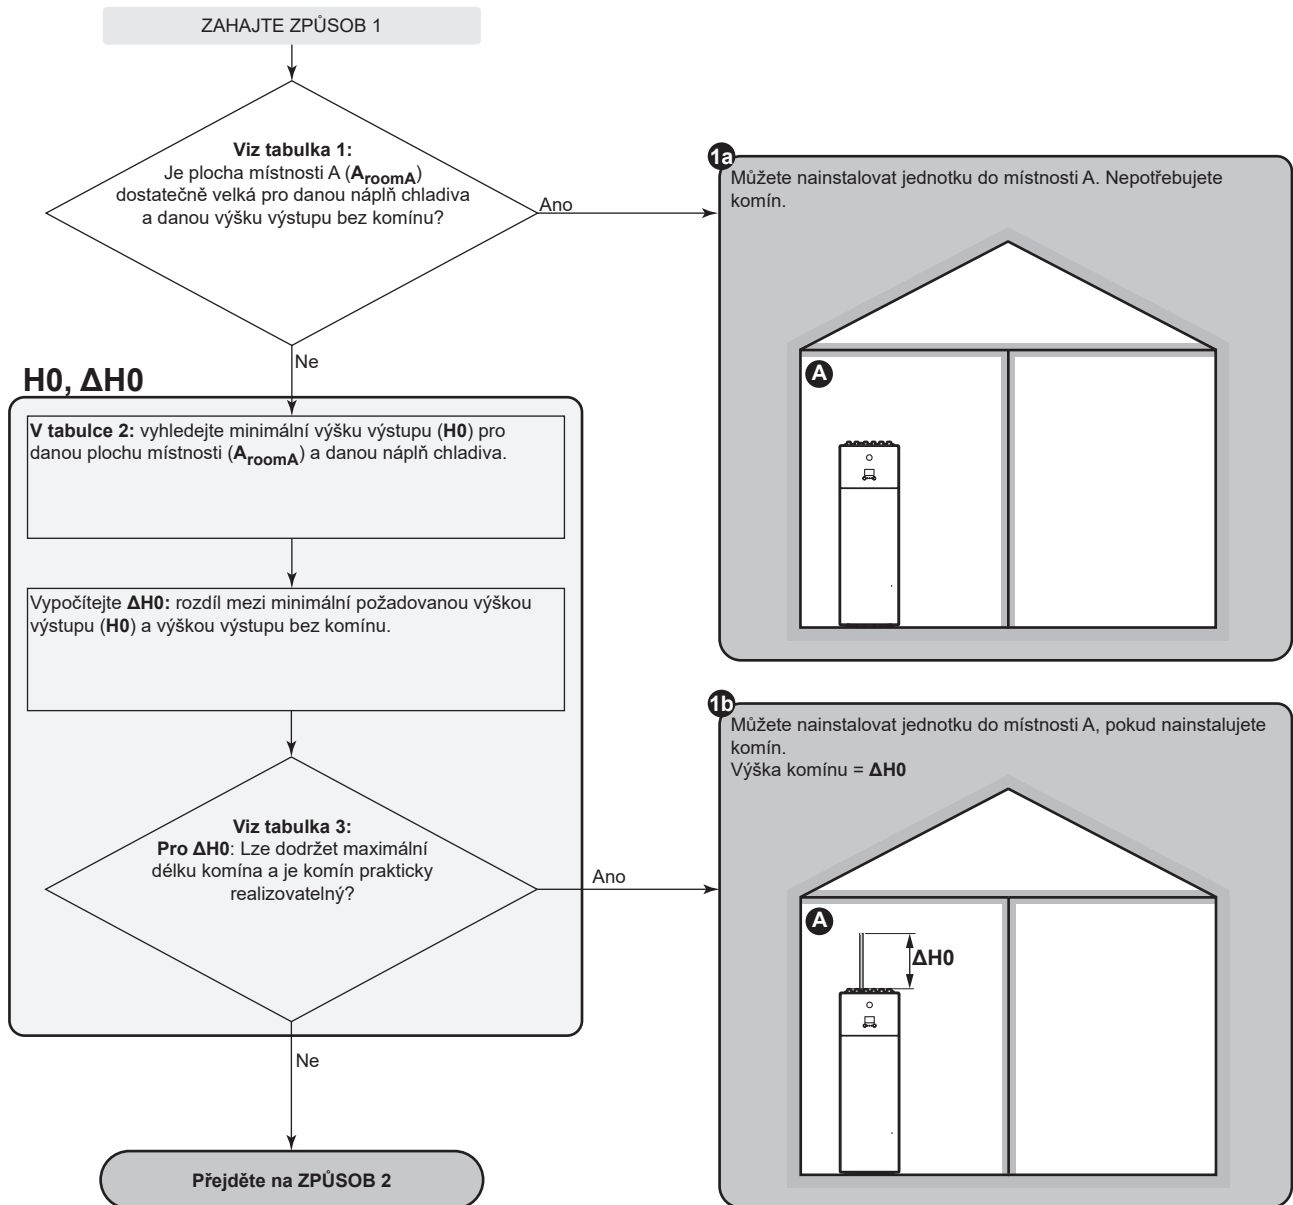 ZAHAJTE ZPŮSOB 1
Viz tabulka 1:
Je plocha místnosti A (AroomA)
dostatečně velká pro danou náplň chladiva
a danou výšku výstupu bez komínu?
Ano
1a
Můžete nainstalovat jednotku do místnosti A. Nepotřebujete
komín.
A
Ne
H0, ΔH0
V tabulce 2: vyhledejte minimální výšku výstupu (H0) pro
danou plochu místnosti (AroomA) a danou náplň chladiva.
Vypočítejte ΔH0: rozdíl mezi minimální požadovanou výškou
výstupu (H0) a výškou výstupu bez komínu.
Viz tabulka 3:
Pro ΔH0: Lze dodržet maximální
délku komína a je komín prakticky
realizovatelný?
Ano
1b
Můžete nainstalovat jednotku do místnosti A, pokud nainstalujete
komín.
Výška komínu = ΔH0
A
ΔH0
Ne
Přejděte na ZPŮSOB 2